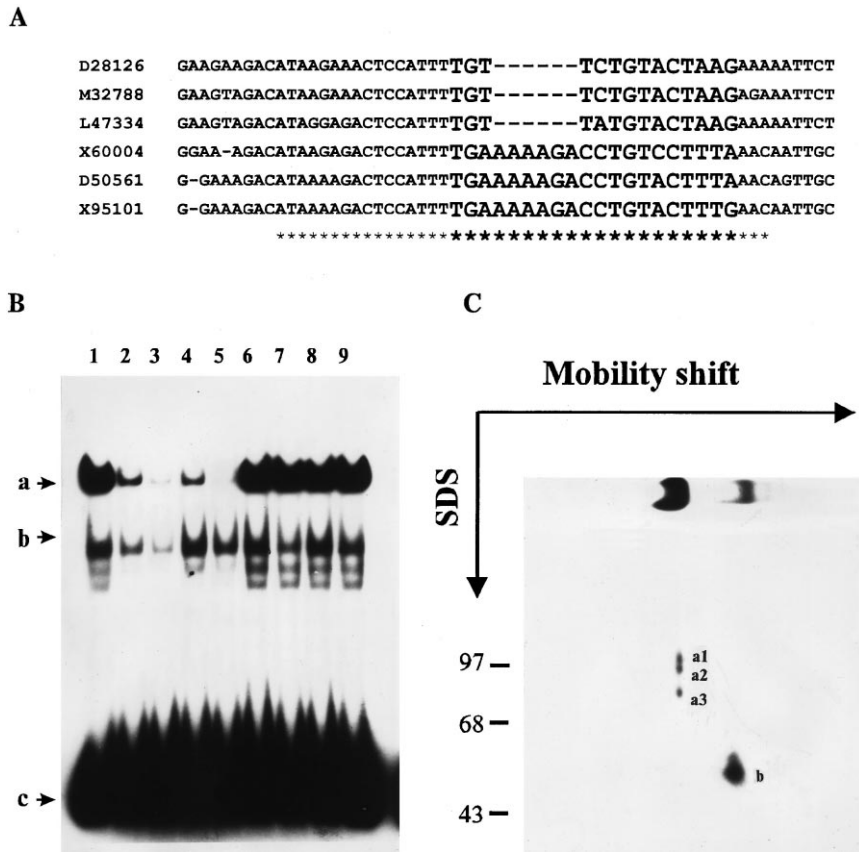 A
D28126 GAAGAAGACATAAGAAACTCCATTTTGT------TCTGTACTAAGAAAAATTCT
M32788 GAAGTAGACATAAGAAACTCCATTTTGT------TCTGTACTAAGAGAAATTCT
L47334 GAAGTAGACATAGGAGACTCCATTTTGT------TATGTACTAAGAAAAATTCT
X60004 GGAA-AGACATAAGAGACTCCATTTTGAAAAAGACCTGTCCTTTAAACAATTGC
D50561 G-GAAAGACATAAAAGACTCCATTTTGAAAAAGACCTGTACTTTAAACAGTTGC
X95101 G-GAAAGACATAAAAGACTCCATTTTGAAAAAGACCTGTACTTTGAACAATTGC
***************************************
B
1 2 3 4 5 6 7 8 9
a
b
c
C
Mobility shift
SDS
97
68
43
a1
a2
a3
b